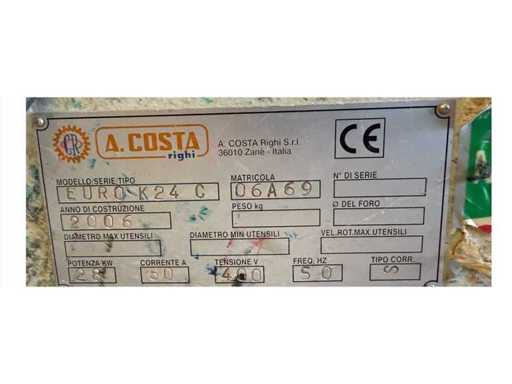 A. COSTA
righi
A. COSTA Righi S.r.l.
36010 Zanè - Italia
CE
MODELLO/SERIE TIPO
EURO K24 C
MATRICOLA
06A69
N° DI SERIE
ANNO DI COSTRUZIONE
2006
PESO kg
Ø DEL FORO
DIAMETRO MAX.UTENSILI
DIAMETRO MIN UTENSILI
VEL.ROT.MAX.UTENSILI
POTENZA KW
CORRENTE A
TENSIONE V
FREQ. HZ
TIPO CORR.
400
50
S